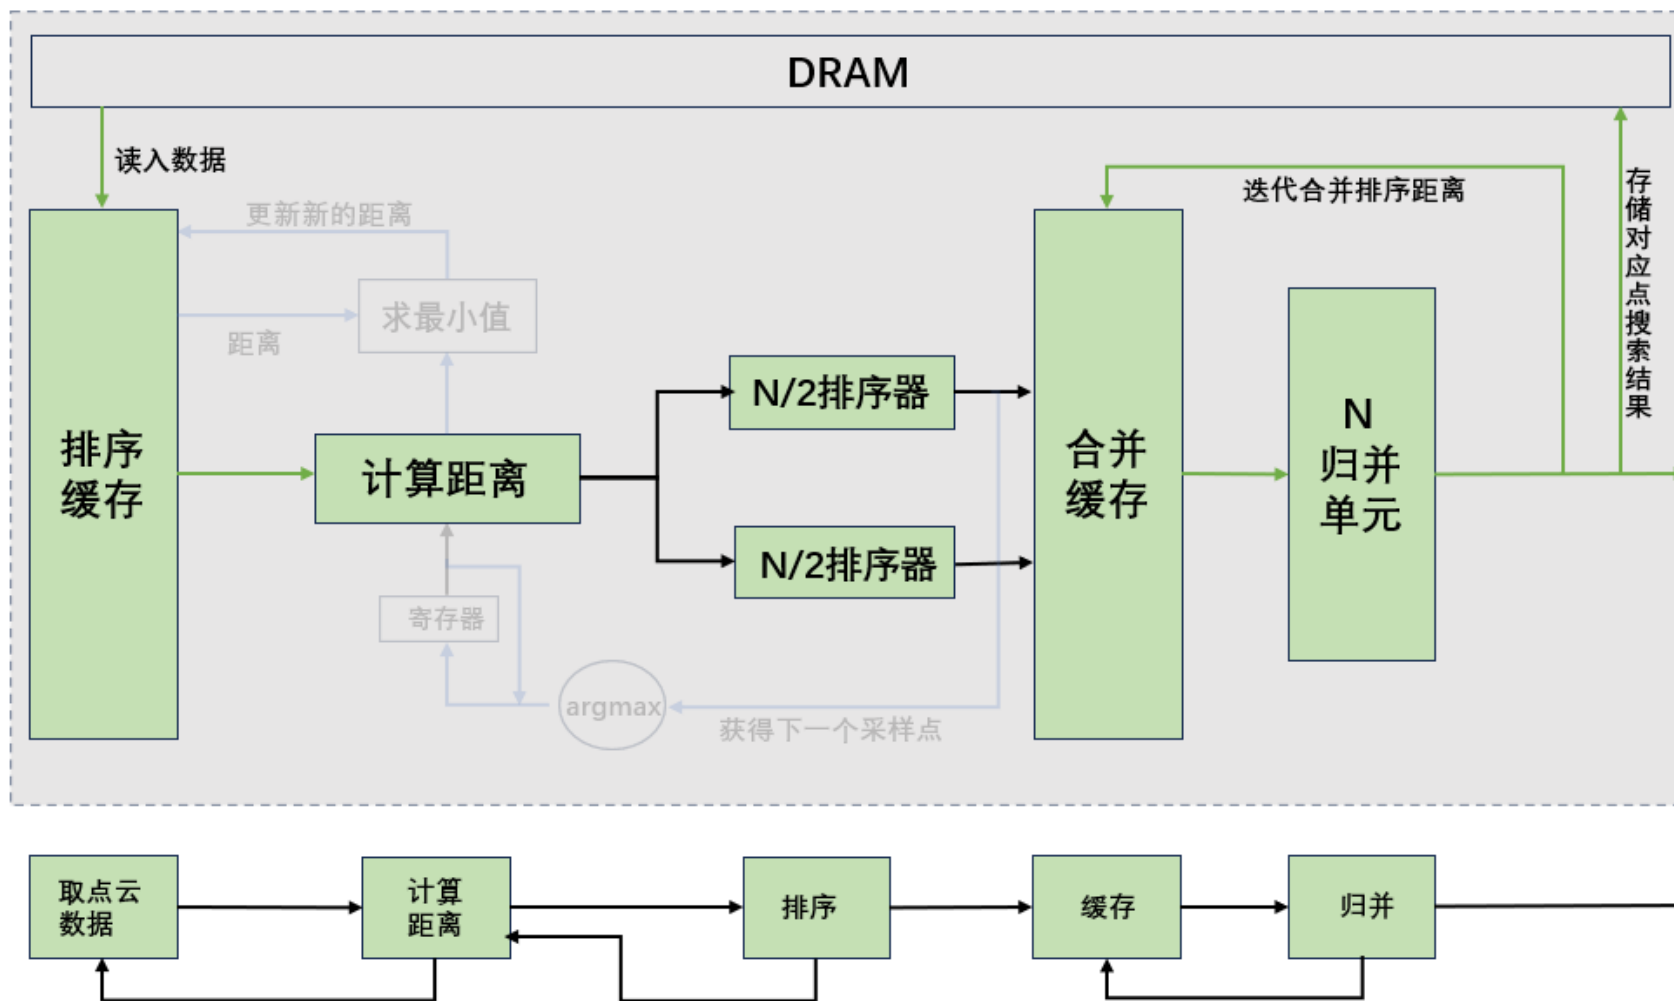 DRAM
读入数据
更新新的距离
求最小值
距离
排序
缓存
计算距离
寄存器
argmax
获得下一个采样点
N/2排序器
N/2排序器
合并
缓存
迭代合并排序距离
N
归并
单元
存储对应点搜索结果
取点云
数据
计算
距离
排序
缓存
归并